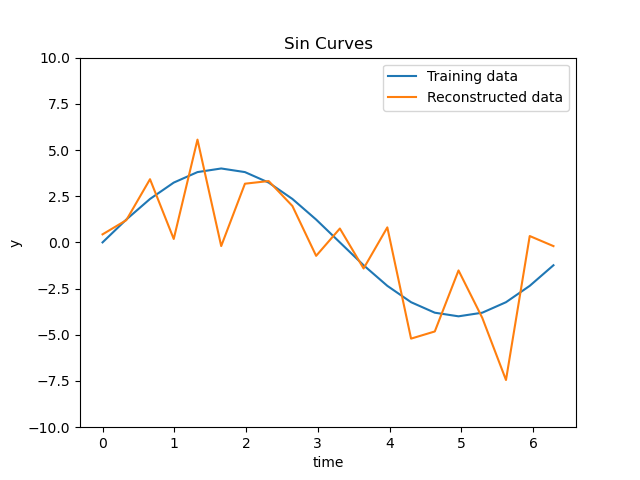 Sin Curves
Training data
Reconstructed data
10.0
7.5
5.0
2.5
0.0
−2.5
−5.0
−7.5
−10.0
y
0 1 2 3 4 5 6
time